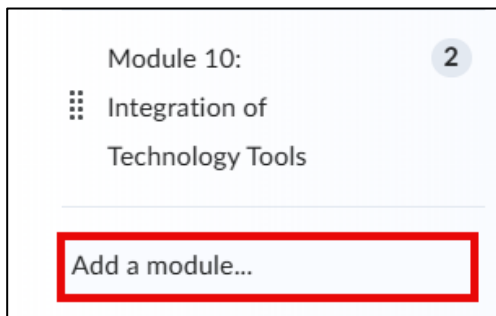 Module 10:
2
Integration of
Technology Tools
Add a module...